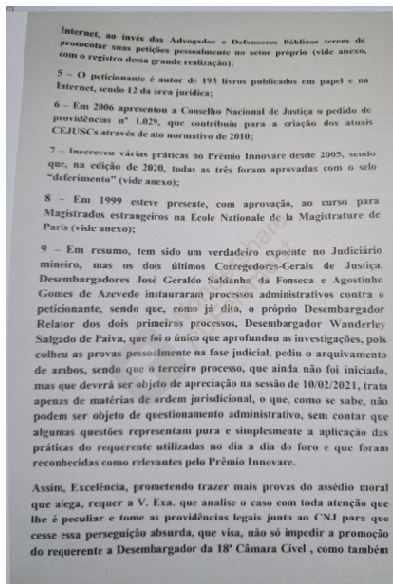 Internet, ao invés dos Advogados e Defensores Públicos terem de
protocolar suas petições pessoalmente no setor próprio (vide anexo,
com o registro dessa grande realização);
5 – O peticionante é autor de 193 livros publicados em papel e na
Internet, sendo 12 da área jurídica;
6 – Em 2006 apresentou a Conselho Nacional de Justiça o pedido de
providências nº 1.029, que contribuiu para a criação dos atuais
CEJUSCs através de ato normativo de 2010;
7 – Inscreveu várias práticas ao Prêmio Innovare desde 2005, sendo
que, na edição de 2020, todas as três foram aprovadas com o selo
"deferimento" (vide anexo);
8 – Em 1999 esteve presente, com aprovação, ao curso para
Magistrados estrangeiros na Ecole Nationale de la Magistrature de
Paris (vide anexo);
9 – Em resumo, tem sido um verdadeiro expoente no Judiciário
mineiro, mas os dois últimos Corregedores-Gerais de Justiça,
Desembargadores José Geraldo Saldanha da Fonseca e Agostinho
Gomes de Azevedo instauraram processos administrativos contra o
peticionante, sendo que, como já dito, o próprio Desembargador
Relator dos dois primeiros processos, Desembargador Wanderley
Salgado de Paiva, que foi o único que aprofundou as investigações, pois
colheu as provas pessoalmente na fase judicial, pediu o arquivamento
de ambos, sendo que o terceiro processo, que ainda não foi iniciado,
mas que deverá ser objeto de apreciação na sessão de 10/02/2021, trata
apenas de matérias de ordem jurisdicional, o que, como se sabe, não
podem ser objeto de questionamento administrativo, sem contar que
algumas questões representam pura e simplesmente a aplicação das
práticas do requerente utilizadas no dia a dia do foro e que foram
reconhecidas como relevantes pelo Prêmio Innovare.
Assim, Excelência, prometendo trazer mais provas do assédio moral
que alega, requer a V. Exa. que analise o caso com toda atenção que
lhe é peculiar e tome as providências legais junto ao CNJ para que
cesse essa perseguição absurda, que visa, não só impedir a promoção
do requerente a Desembargador da 18ª Câmara Cível , como também